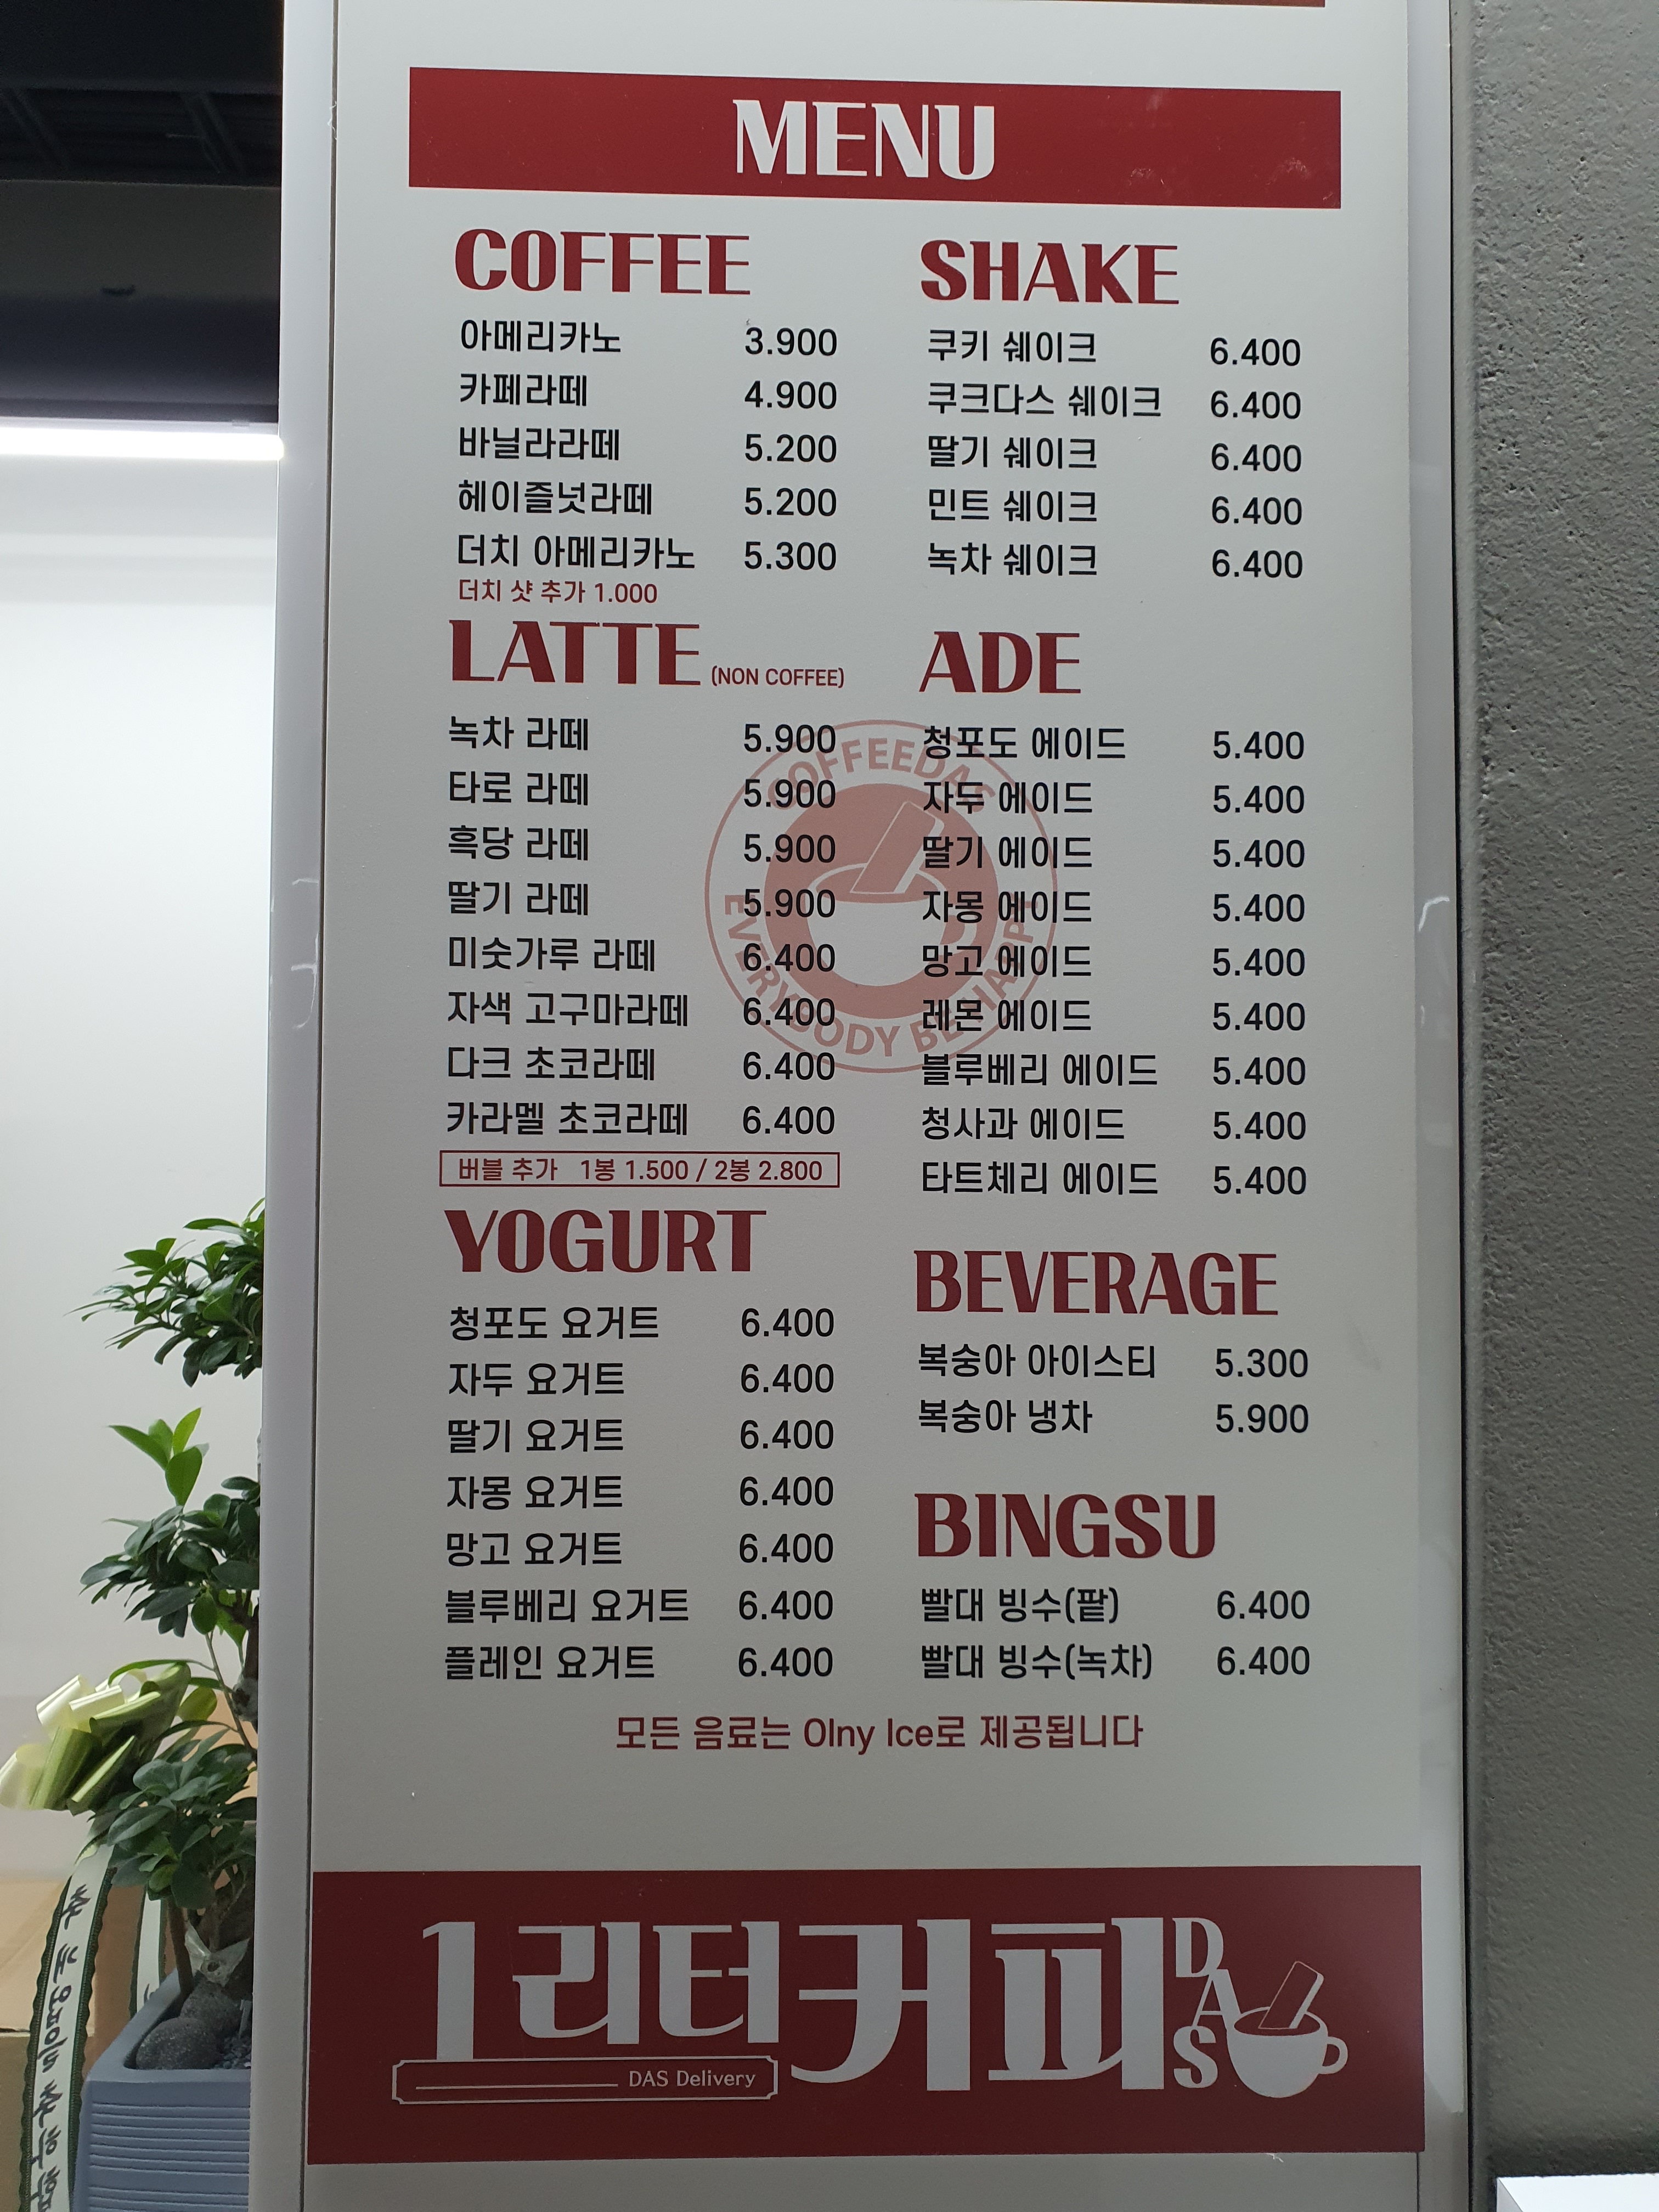 MENU
COFFEE
아메리카노 3.900
카페라떼 4.900
바닐라라떼 5.200
헤이즐넛라떼 5.200
더치 아메리카노 5.300
더치 샷 추가 1.000
LATTE (NON COFFEE)
녹차 라떼 5.900
타로 라떼 5.900
흑당 라떼 5.900
딸기 라떼 5.900
미숫가루 라떼 6.400
자색 고구마라떼 6.400
다크 초코라떼 6.400
카라멜 초코라떼 6.400
버블 추가 1봉 1.500 / 2봉 2.800
YOGURT
청포도 요거트 6.400
자두 요거트 6.400
딸기 요거트 6.400
자몽 요거트 6.400
망고 요거트 6.400
블루베리 요거트 6.400
플레인 요거트 6.400
SHAKE
쿠키 쉐이크 6.400
쿠크다스 쉐이크 6.400
딸기 쉐이크 6.400
민트 쉐이크 6.400
녹차 쉐이크 6.400
ADE
청포도 에이드 5.400
자두 에이드 5.400
딸기 에이드 5.400
자몽 에이드 5.400
망고 에이드 5.400
레몬 에이드 5.400
블루베리 에이드 5.400
청사과 에이드 5.400
타트체리 에이드 5.400
BEVERAGE
복숭아 아이스티 5.300
복숭아 냉차 5.900
BINGSU
빨대 빙수(팥) 6.400
빨대 빙수(녹차) 6.400
COFFEEDAS
EVERYBODY BE HAPPY
모든 음료는 Olny Ice로 제공됩니다
1리터커피
DAS
DAS Delivery